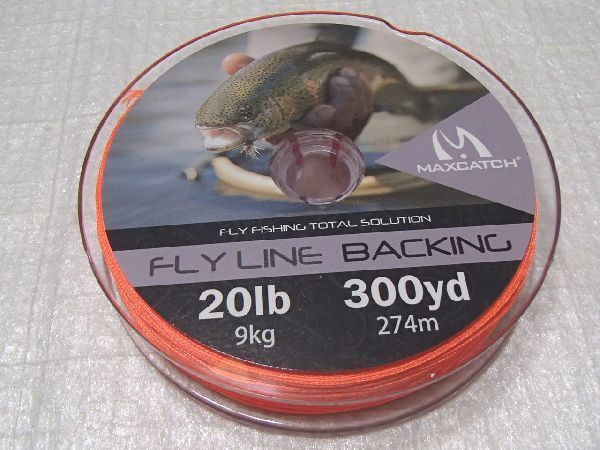 MAXCATCH®
FLY FISHING TOTAL SOLUTION
FLY LINE BACKING
20lb 300yd
9kg 274m